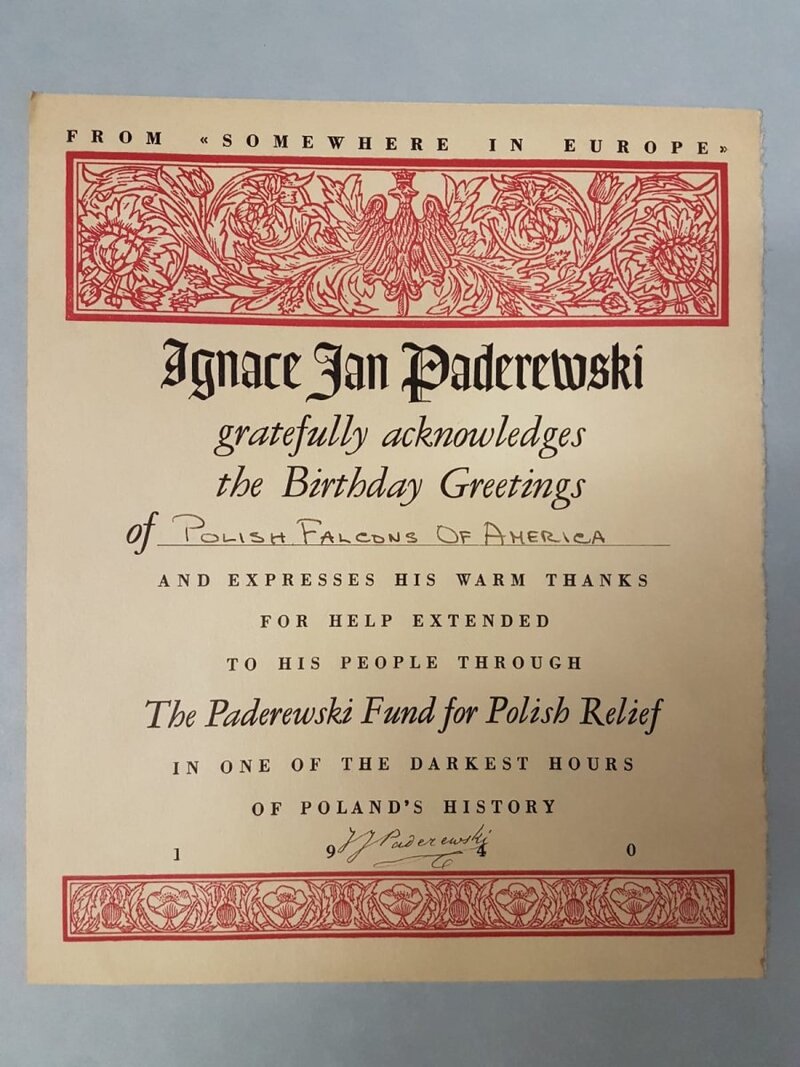 FROM «SOMEWHERE IN EUROPE»
Ignace Jan Paderewski
gratefully acknowledges
the Birthday Greetings
of Polish Falcons Of America
AND EXPRESSES HIS WARM THANKS
FOR HELP EXTENDED
TO HIS PEOPLE THROUGH
The Paderewski Fund for Polish Relief
IN ONE OF THE DARKEST HOURS
OF POLAND'S HISTORY
IJ Paderewski
1 9 4 0